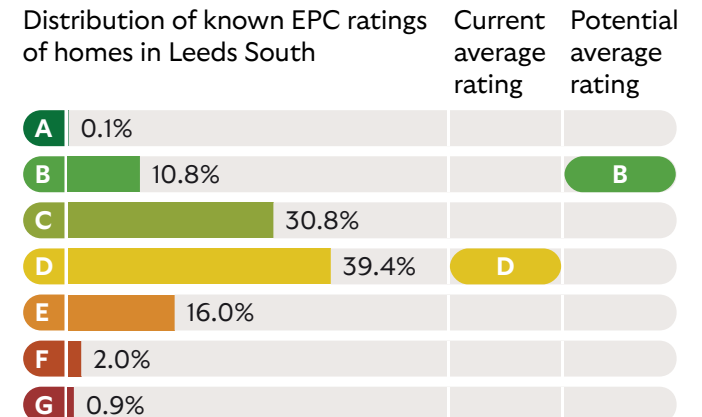 Distribution of known EPC ratings
of homes in Leeds South
Current
average
rating
Potential
average
rating
A 0.1%
B 10.8% B
C 30.8%
D 39.4% D
E 16.0%
F 2.0%
G 0.9%